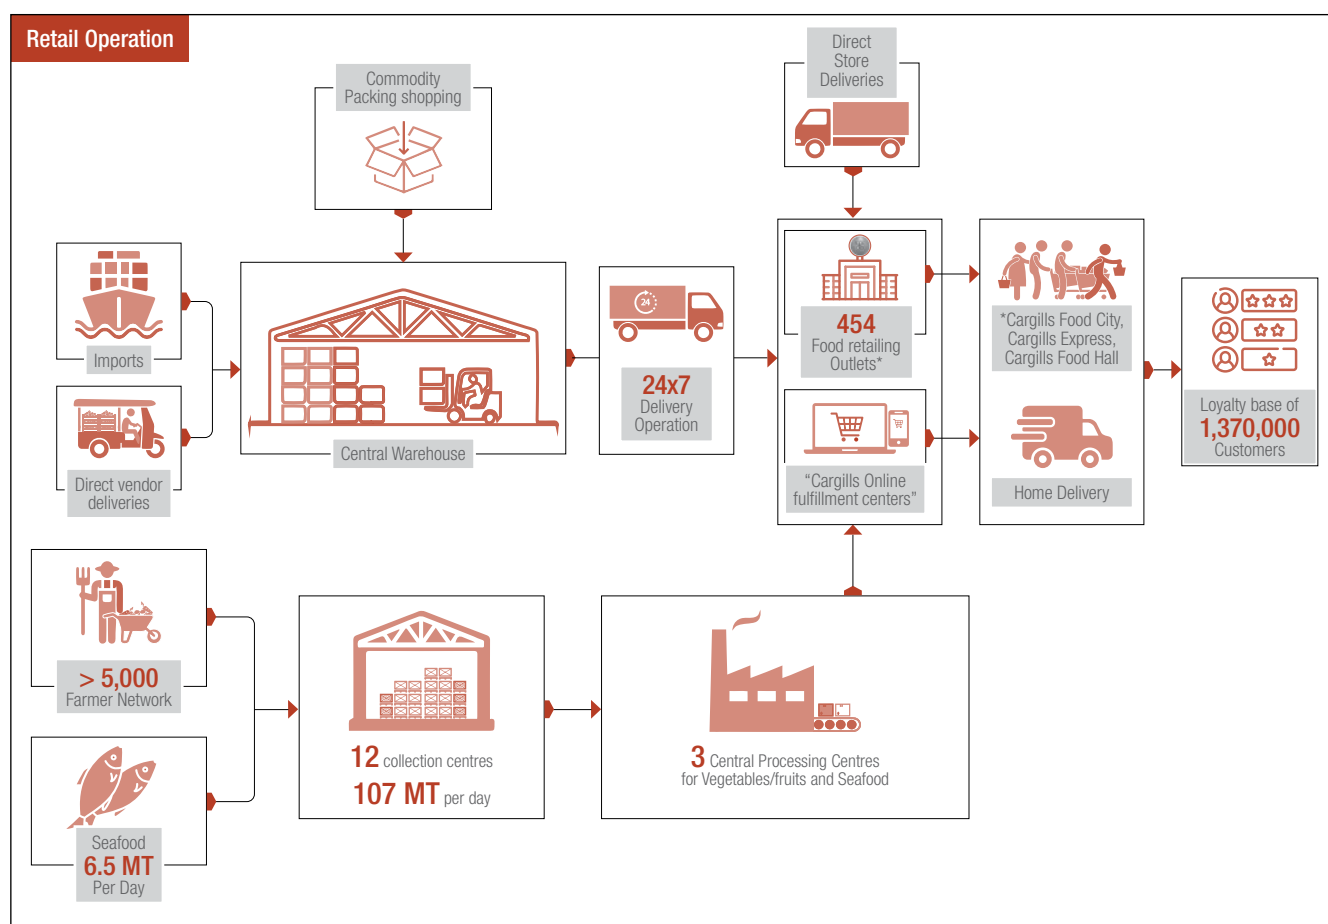 Retail Operation
Commodity
Packing shopping
Direct
Store
Deliveries
Imports
Direct vendor
deliveries
Central Warehouse
24
24x7
Delivery
Operation
454
Food retailing
Outlets*
“Cargills Online
fulfillment centers”
*Cargills Food City,
Cargills Express,
Cargills Food Hall
Home Delivery
Loyalty base of
1,370,000
Customers
> 5,000
Farmer Network
Seafood
6.5 MT
Per Day
12 collection centres
107 MT per day
3 Central Processing Centres
for Vegetables/fruits and Seafood